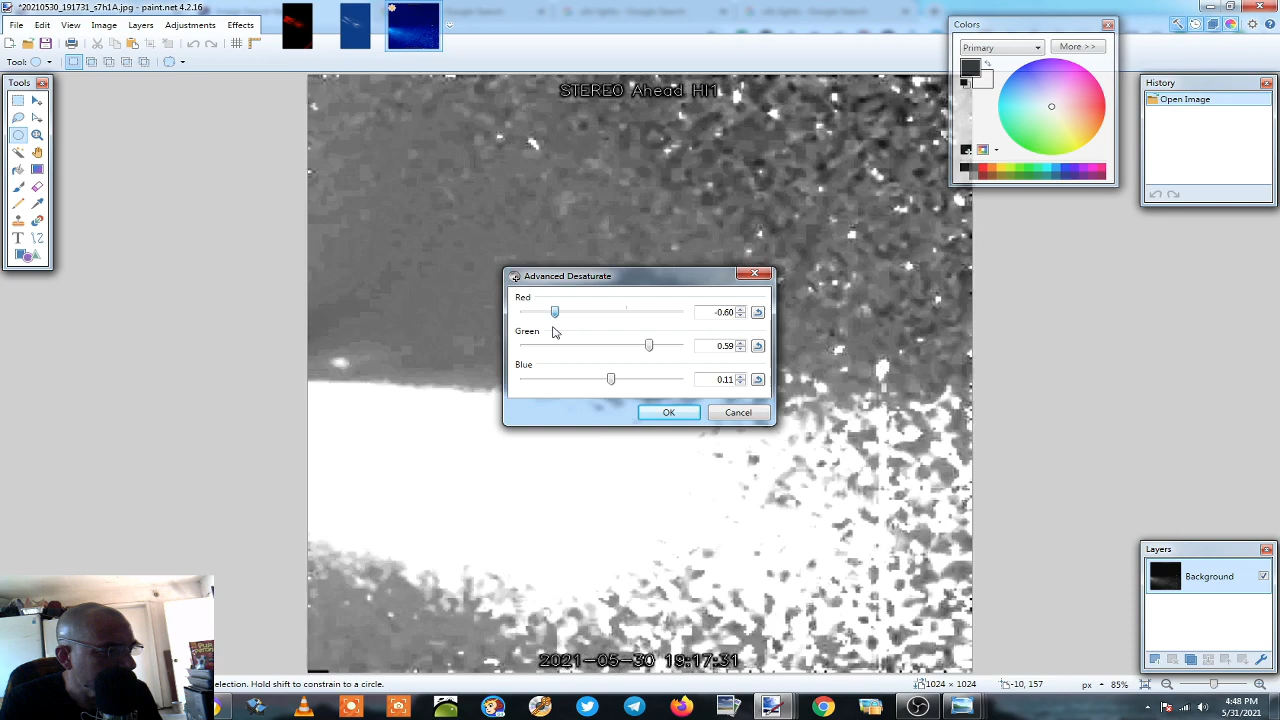 *20210530_191731_s7h1A.jpg - paint.net 4.2.16
File Edit View Image Layers Adjustments Effects
Colors
Primary
More >>
Tool:
Tools
STEREO Ahead HI1
History
Open Image
Advanced Desaturate
Red
-0.60
Green
0.59
Blue
0.11
OK
Cancel
Layers
Background
2021-05-30 19:17:31
election. Hold shift to constrain to a circle.
1024 × 1024
-10, 157
px
85%
4:48 PM
5/31/2021